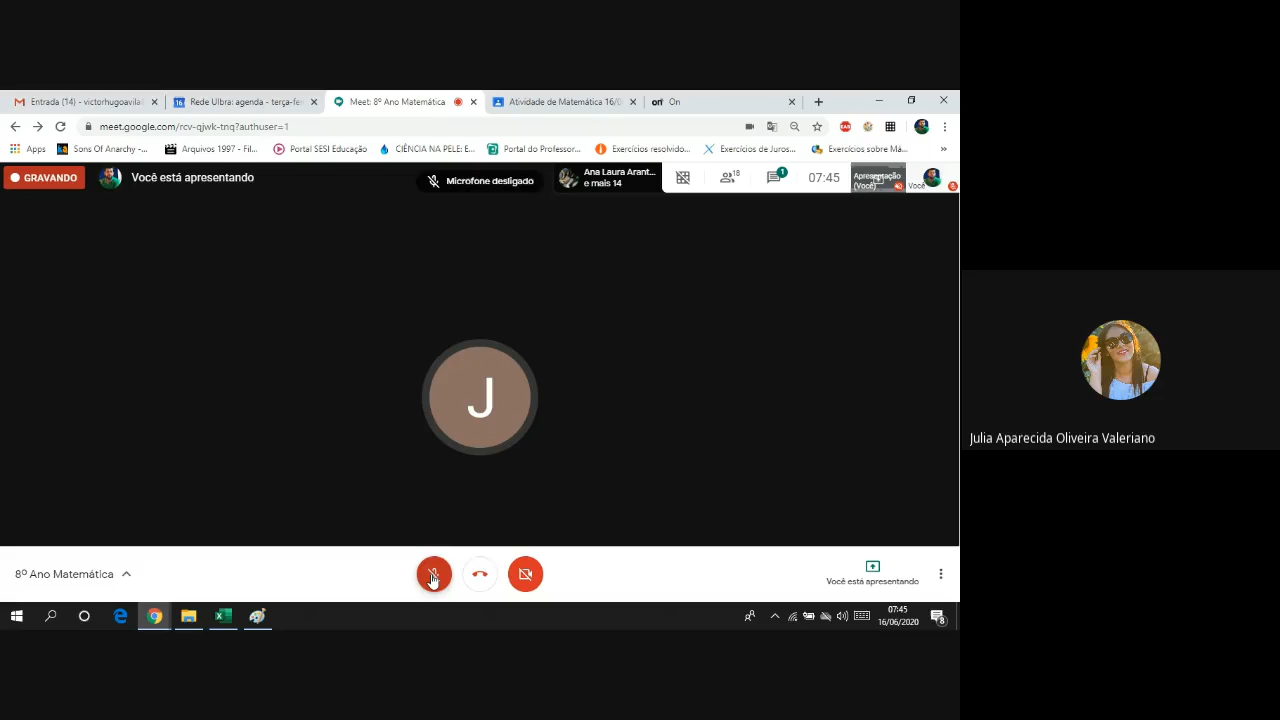 Entrada (14) - victorhugoavila
Rede Ulbra: agenda - terça-fei
Meet: 8º Ano Matemática
Atividade de Matemática 16/0
On
meet.google.com/rcv-qjwk-tnq?authuser=1
Apps
Sons Of Anarchy -...
Arquivos 1997 - Fil...
Portal SESI Educação
CIÊNCIA NA PELE: E...
Portal do Professor...
Exercícios resolvido...
Exercícios de Juros...
Exercícios sobre Má...
»
GRAVANDO
Você está apresentando
Microfone desligado
Ana Laura Arant...
e mais 14
18
1
07:45
Apresentação
(Você)
Você
J
Julia Aparecida Oliveira Valeriano
8º Ano Matemática
Você está apresentando
07:45
16/06/2020
8